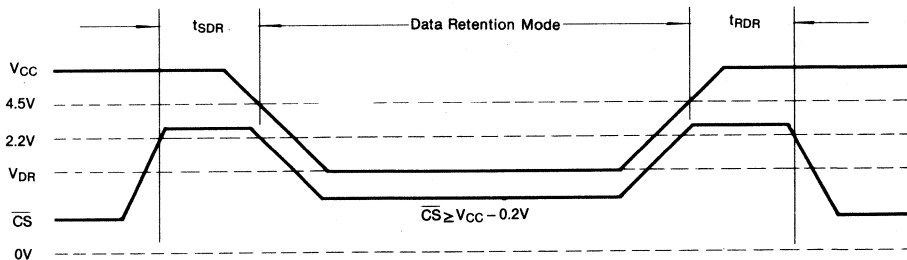 tSDR
Data Retention Mode
tRDR
VCC
4.5V
2.2V
VDR
CS
CS ≥ VCC – 0.2V
0V